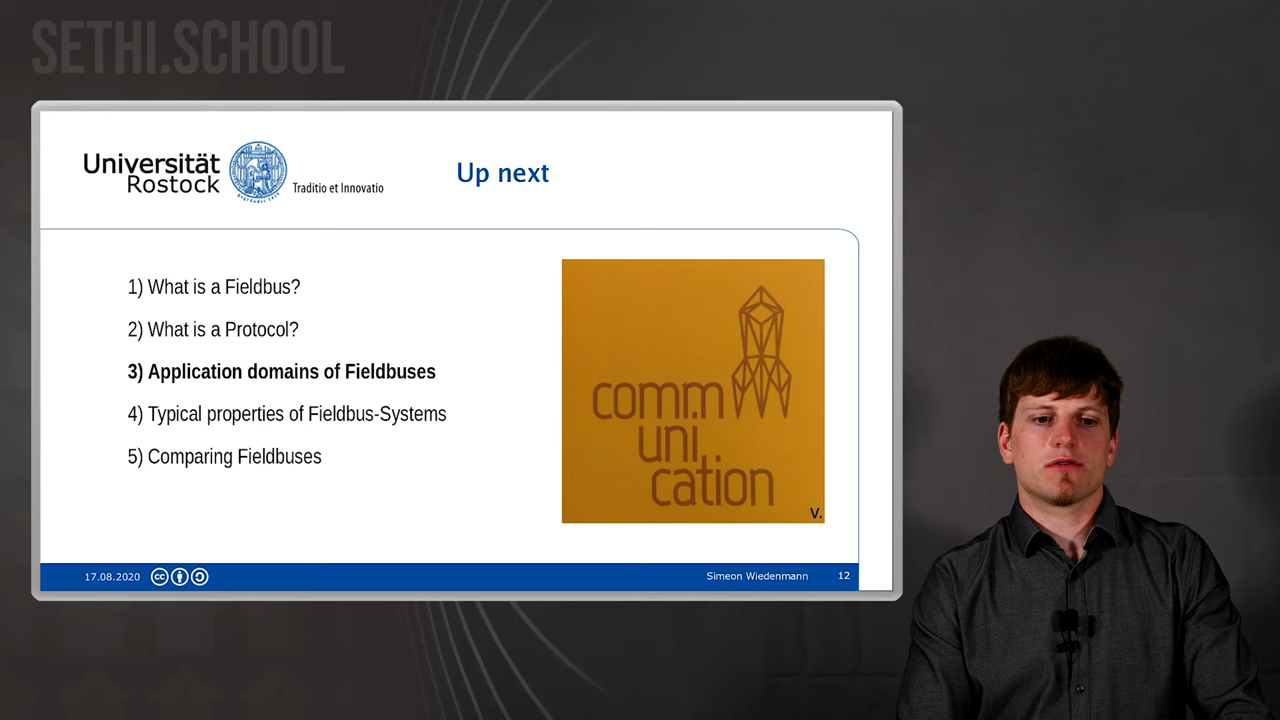 SETHI.SCHOOL
Universität
Rostock
Traditio et Innovatio
Up next
1) What is a Fieldbus?
2) What is a Protocol?
3) Application domains of Fieldbuses
4) Typical properties of Fieldbus-Systems
5) Comparing Fieldbuses
comm
uni
cation
V.
17.08.2020
cc
Simeon Wiedenmann
12